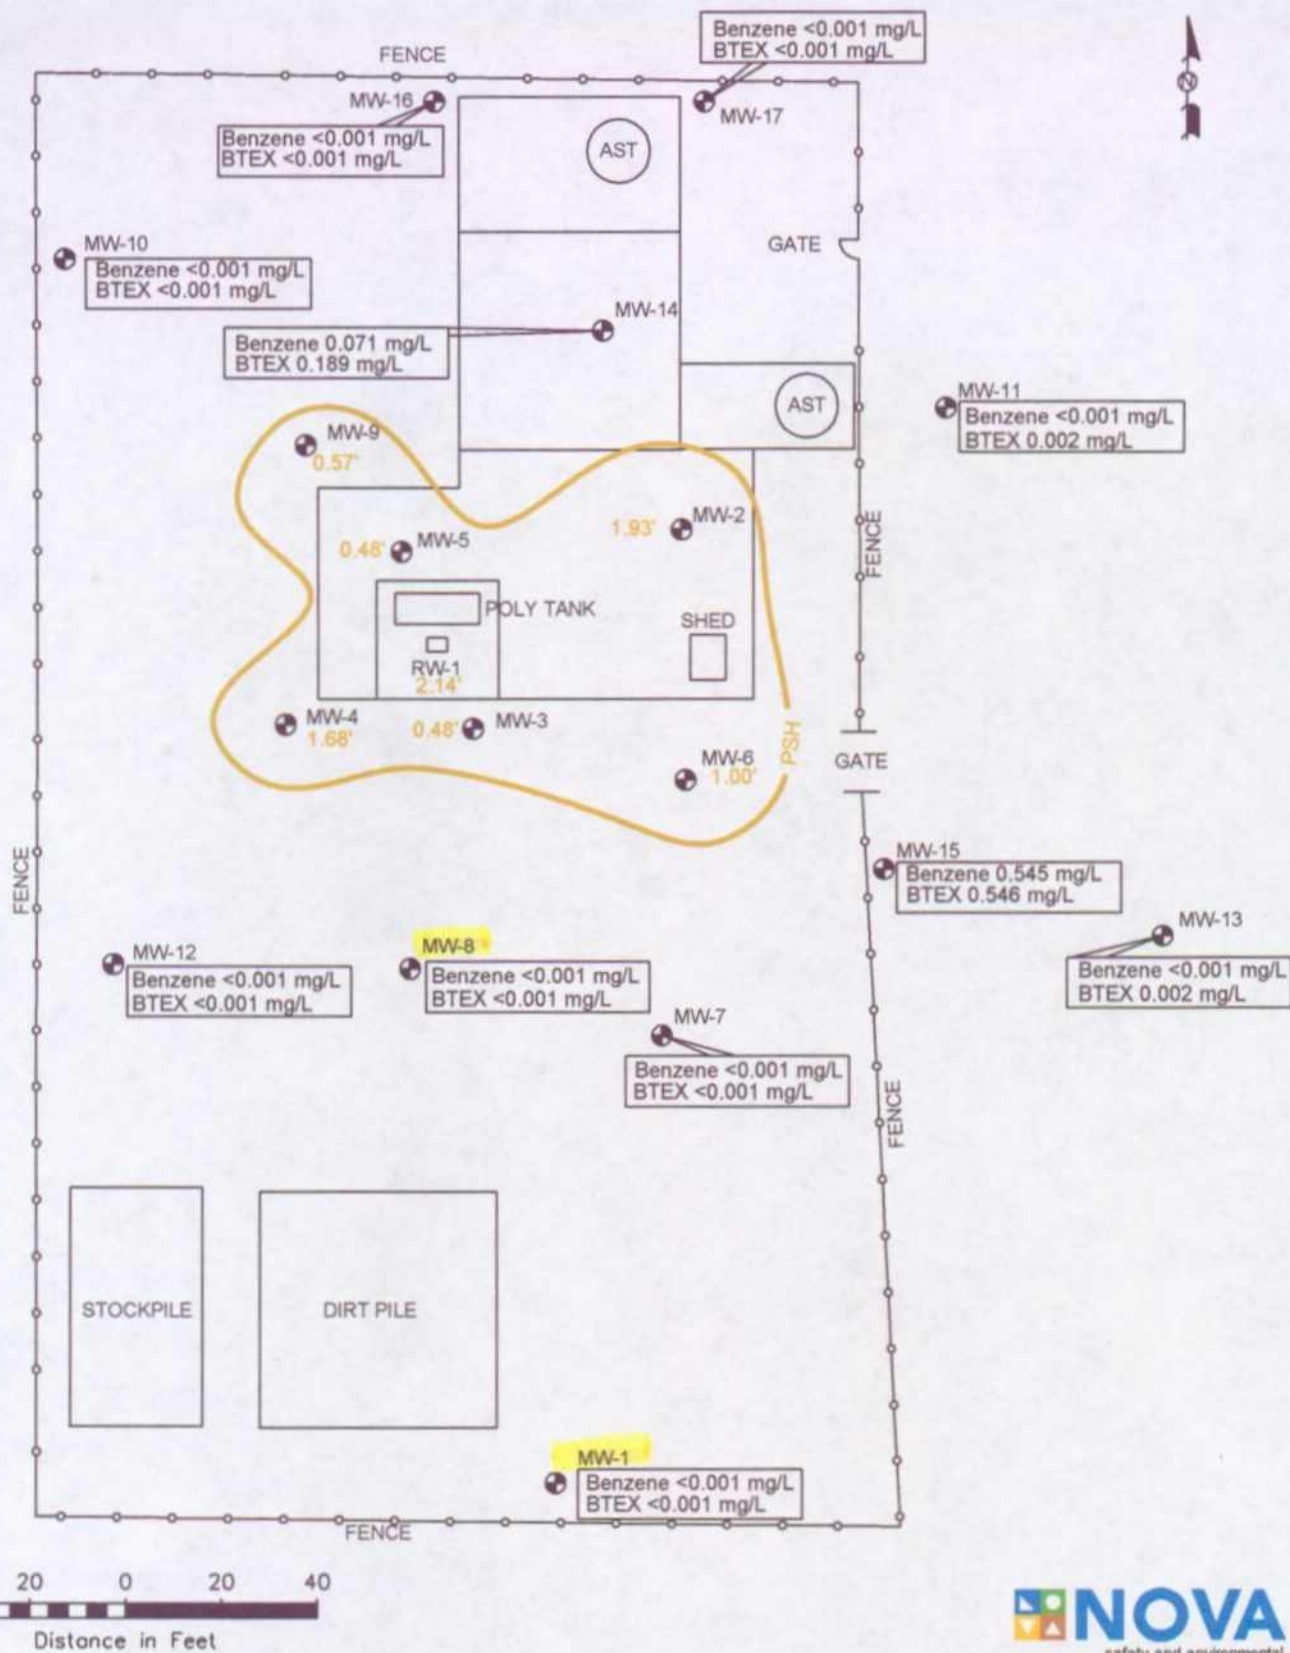 Benzene <0.001 mg/L
BTEX <0.001 mg/L
FENCE
MW-16
MW-17
Benzene <0.001 mg/L
BTEX <0.001 mg/L
AST
MW-10
Benzene <0.001 mg/L
BTEX <0.001 mg/L
GATE
MW-14
Benzene 0.071 mg/L
BTEX 0.189 mg/L
AST
MW-11
Benzene <0.001 mg/L
BTEX 0.002 mg/L
MW-9
0.57'
MW-2
1.93'
MW-5
0.48'
FENCE
POLY TANK
SHED
RW-1
2.14'
MW-4
1.68'
0.48'
MW-3
PSH
MW-6
1.00'
GATE
FENCE
MW-15
Benzene 0.545 mg/L
BTEX 0.546 mg/L
MW-13
Benzene <0.001 mg/L
BTEX 0.002 mg/L
MW-12
Benzene <0.001 mg/L
BTEX <0.001 mg/L
MW-8
Benzene <0.001 mg/L
BTEX <0.001 mg/L
MW-7
Benzene <0.001 mg/L
BTEX <0.001 mg/L
FENCE
STOCKPILE
DIRT PILE
MW-1
Benzene <0.001 mg/L
BTEX <0.001 mg/L
FENCE
20 0 20 40
Distance in Feet
NOVA
safety and environmental